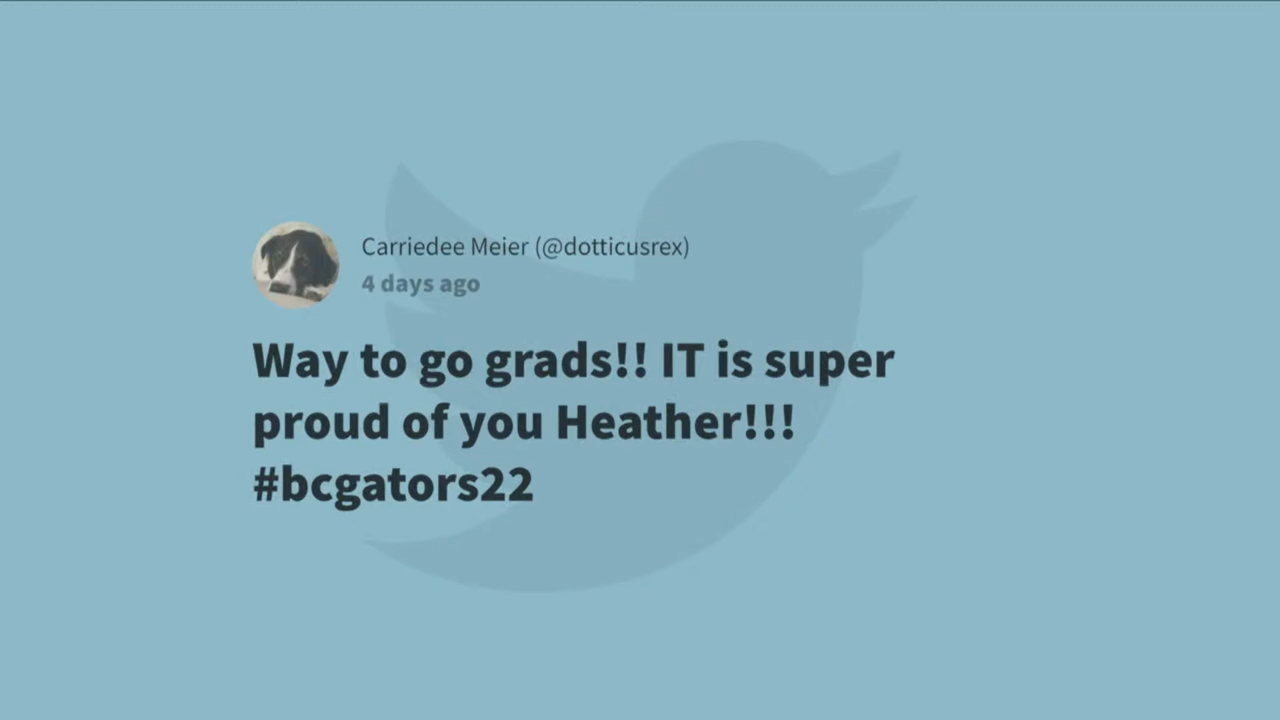 Carriedee Meier (@dotticusrex)
4 days ago
Way to go grads!! IT is super
proud of you Heather!!!
#bcgators22